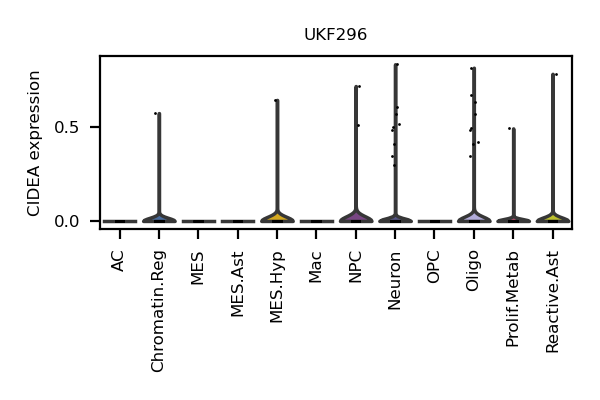 UKF296
CIDEA expression
0.5
0.0
AC
Chromatin.Reg
MES
MES.Ast
MES.Hyp
Mac
NPC
Neuron
OPC
Oligo
Prolif.Metab
Reactive.Ast